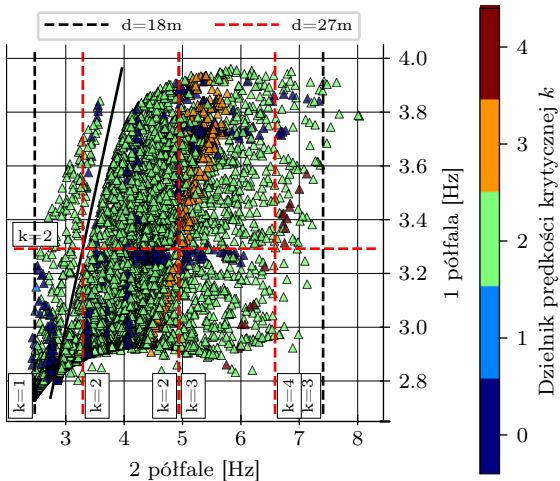 d=18m d=27m
4.0
3.8
3.6
3.4
3.2
3.0
2.8
1 półfala [Hz]
k=2
k=1
k=2
k=2
k=3
k=4
k=3
3 4 5 6 7 8
2 półfale [Hz]
4
3
2
1
0
Dzielnik prędkości krytycznej k